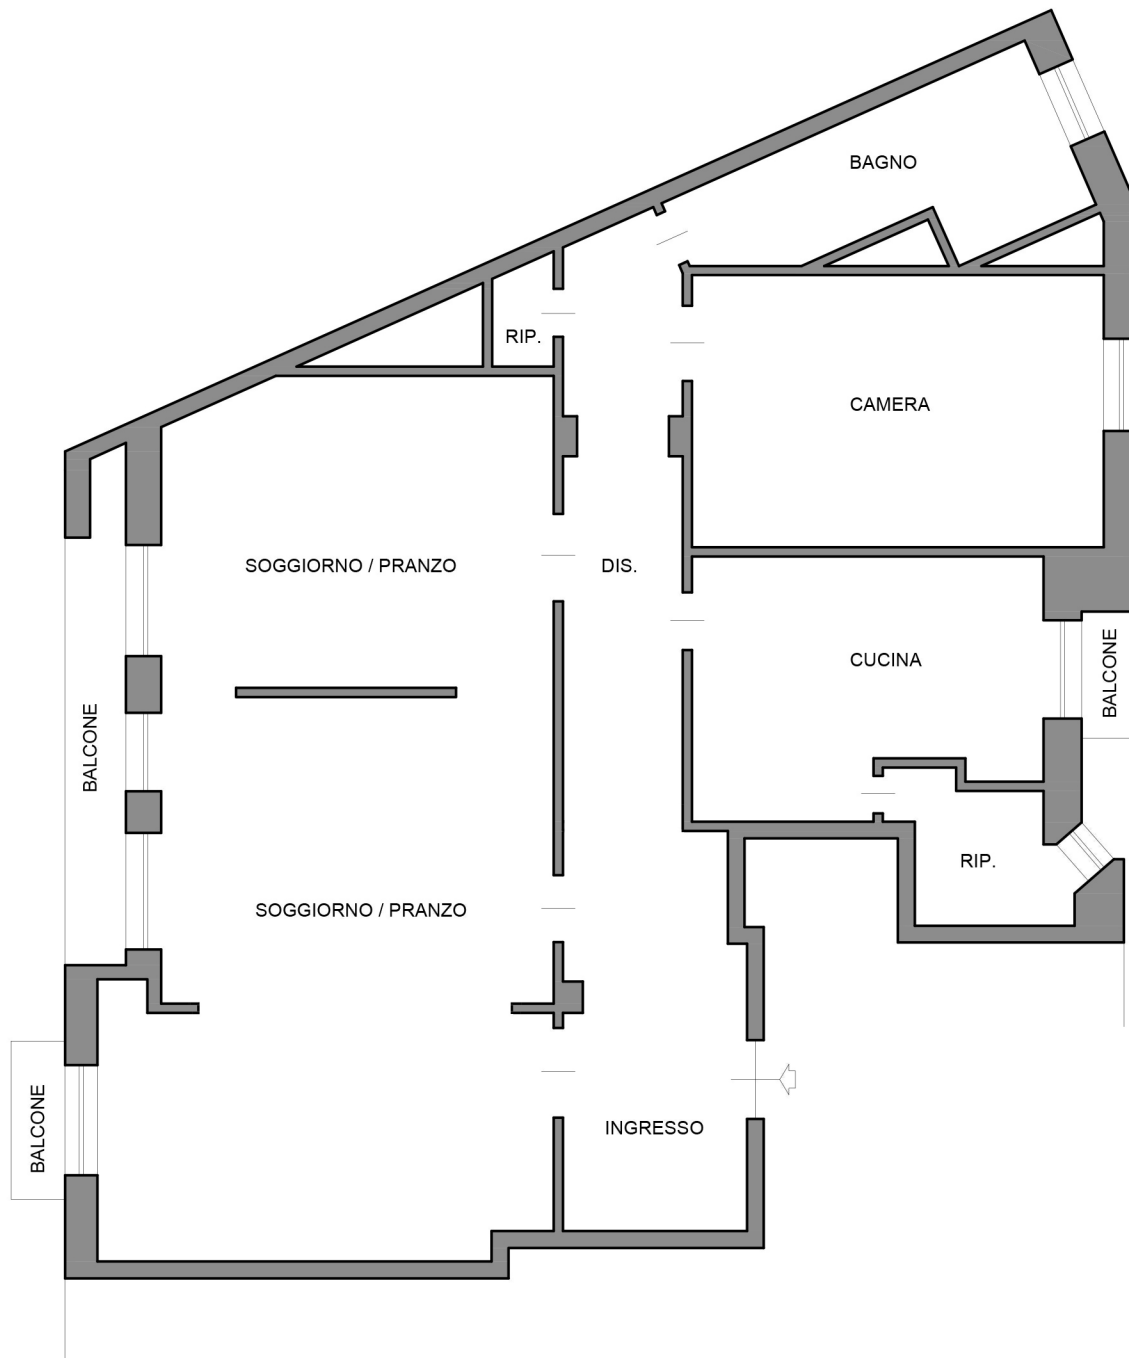 BAGNO
RIP.
CAMERA
SOGGIORNO / PRANZO
DIS.
CUCINA
BALCONE
BALCONE
RIP.
SOGGIORNO / PRANZO
INGRESSO
BALCONE